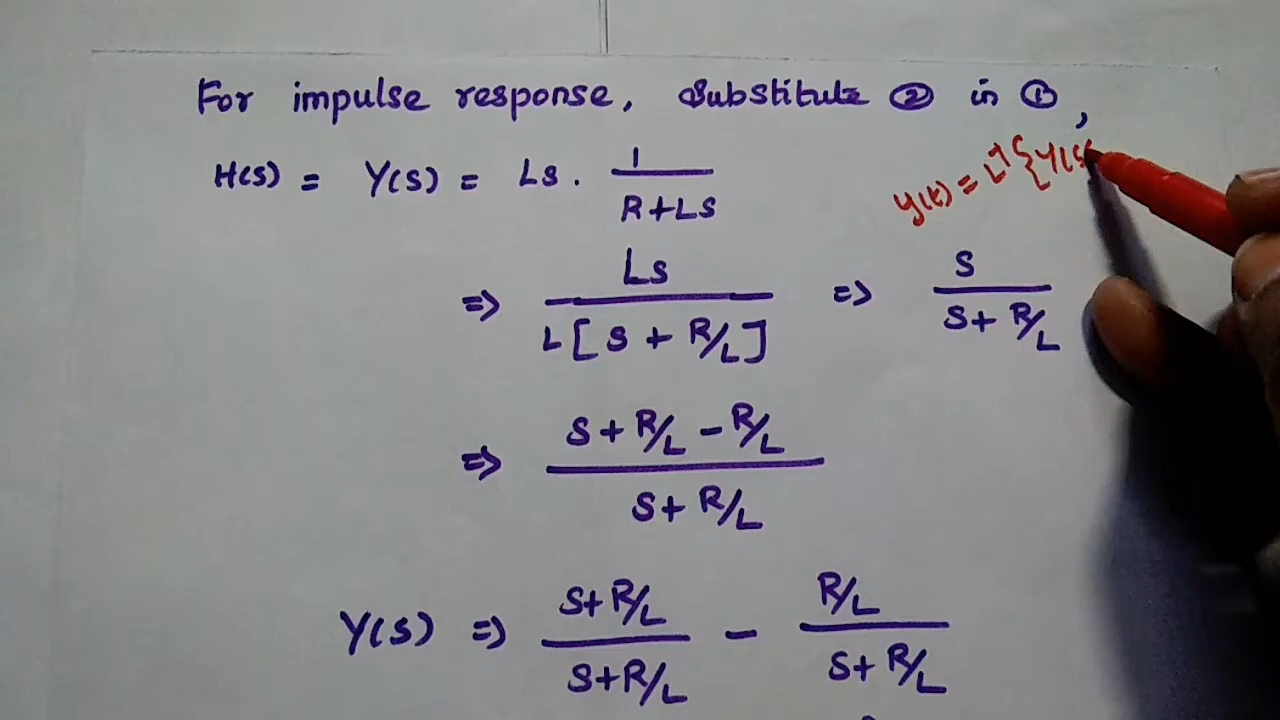 For impulse response, Substitute ② in ①,
H(S) = Y(S) = LS . 1 / R+LS
y(t) = L⁻¹{Y(S
=> LS / L[S + R/L] => S / S+ R/L
=> S + R/L - R/L / S+ R/L
Y(S) => S+R/L / S+R/L - R/L / S+ R/L